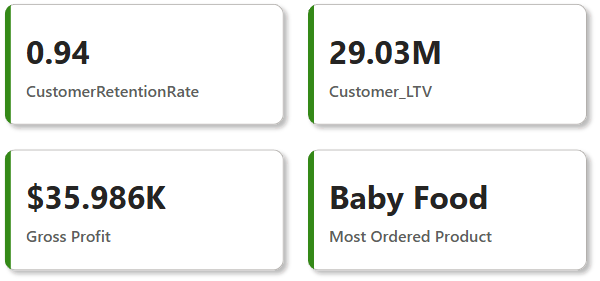 0.94
CustomerRetentionRate
29.03M
Customer_LTV
$35.986K
Gross Profit
Baby Food
Most Ordered Product